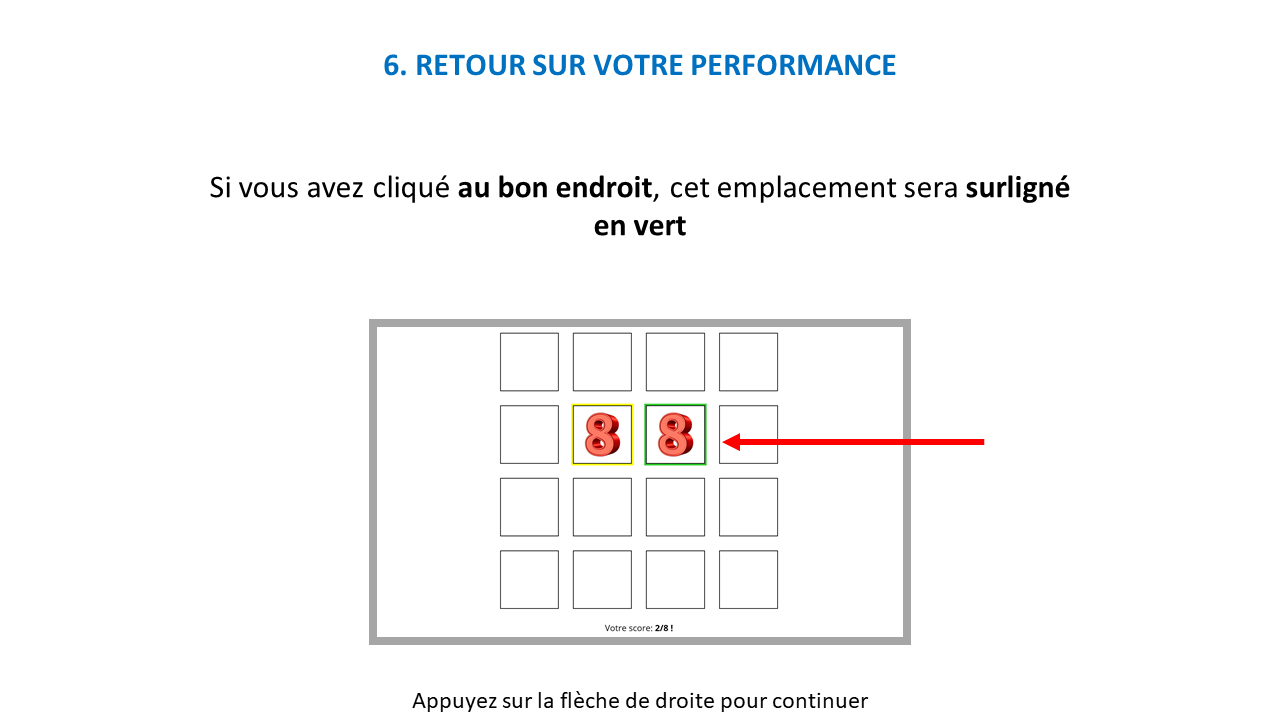 6. RETOUR SUR VOTRE PERFORMANCE
Si vous avez cliqué au bon endroit, cet emplacement sera surligné
en vert
8 8
Votre score: 2/8 !
Appuyez sur la flèche de droite pour continuer